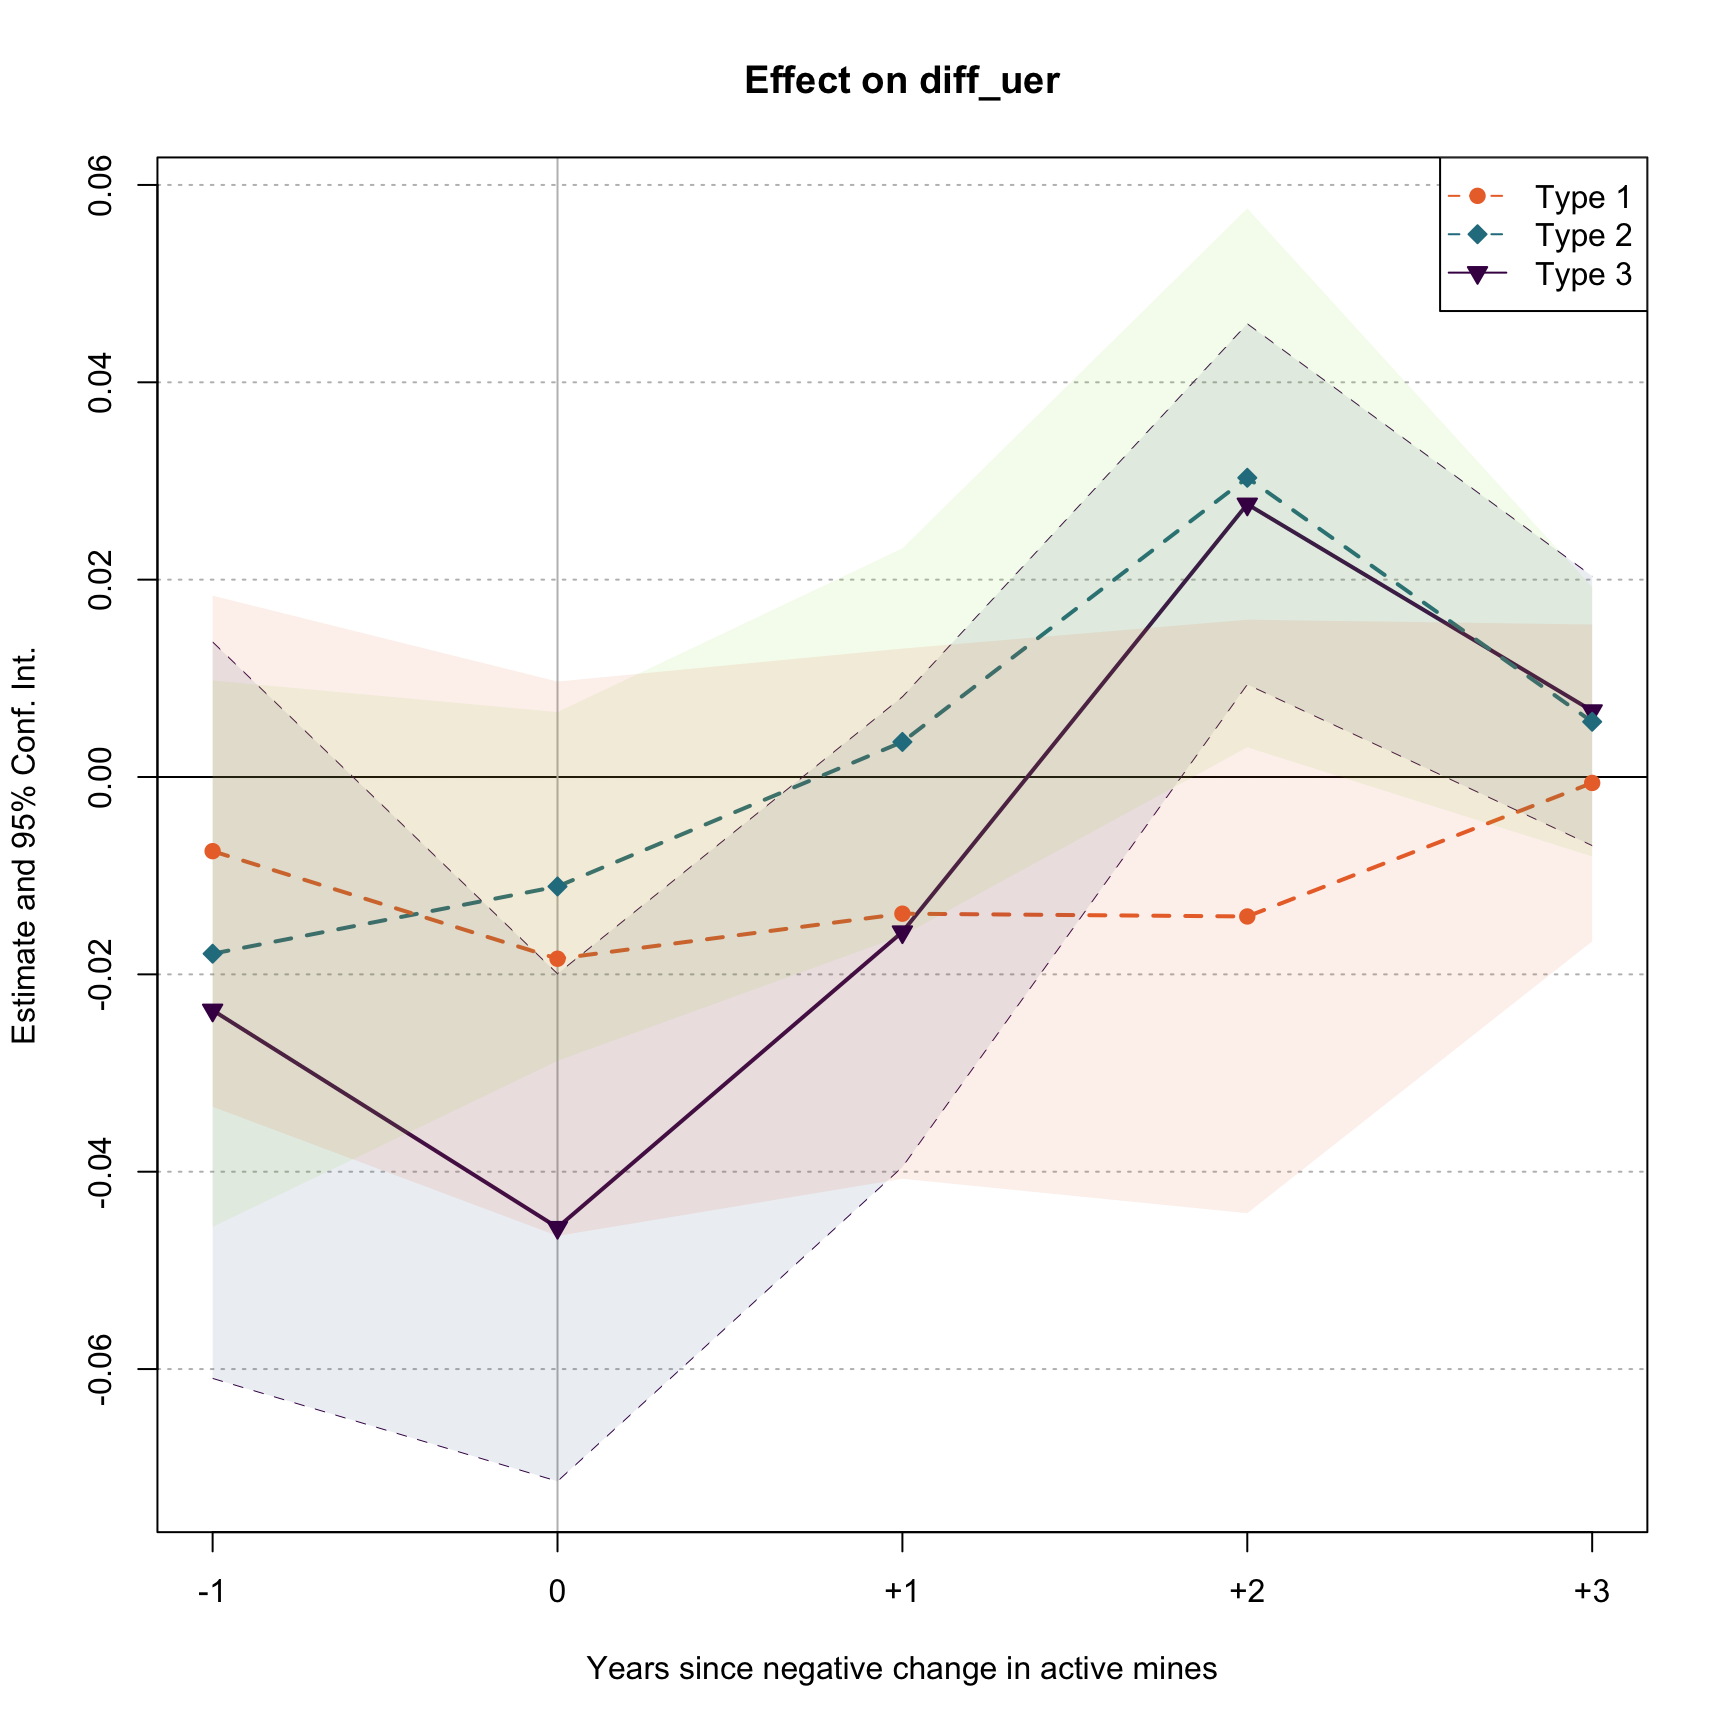 Effect on diff_uer
Type 1
Type 2
Type 3
0.06
0.04
0.02
0.00
-0.02
-0.04
-0.06
Estimate and 95% Conf. Int.
-1 0 +1 +2 +3
Years since negative change in active mines